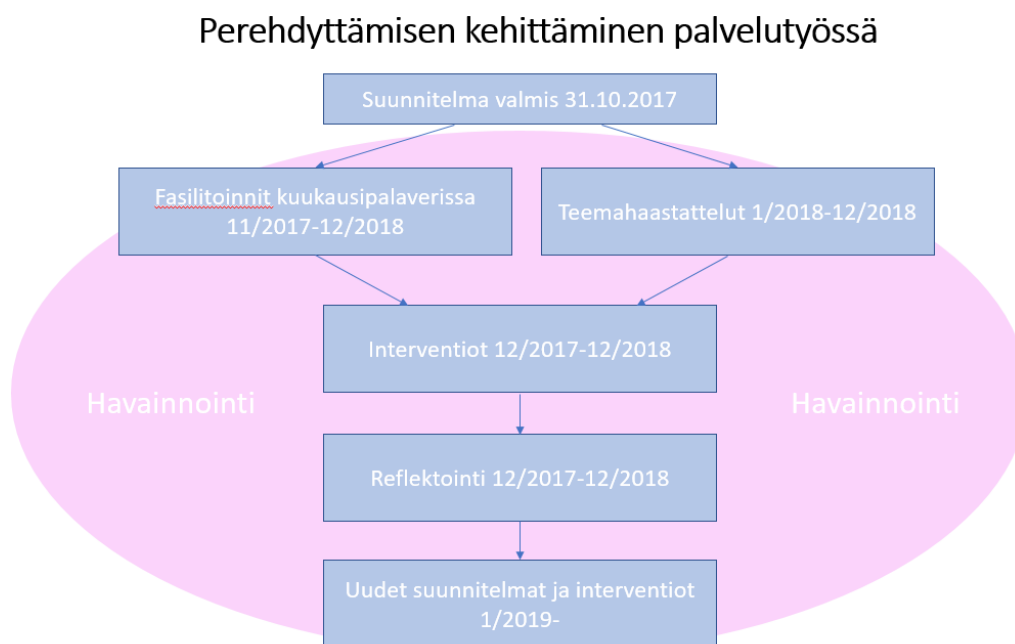 Perehdyttämisen kehittäminen palvelutyössä
Suunnitelma valmis 31.10.2017
Fasilitoinnit kuukausipalaverissa
11/2017-12/2018
Teemahaastattelut 1/2018-12/2018
Interventiot 12/2017-12/2018
Havainnointi
Havainnointi
Reflektointi 12/2017-12/2018
Uudet suunnitelmat ja interventiot
1/2019-